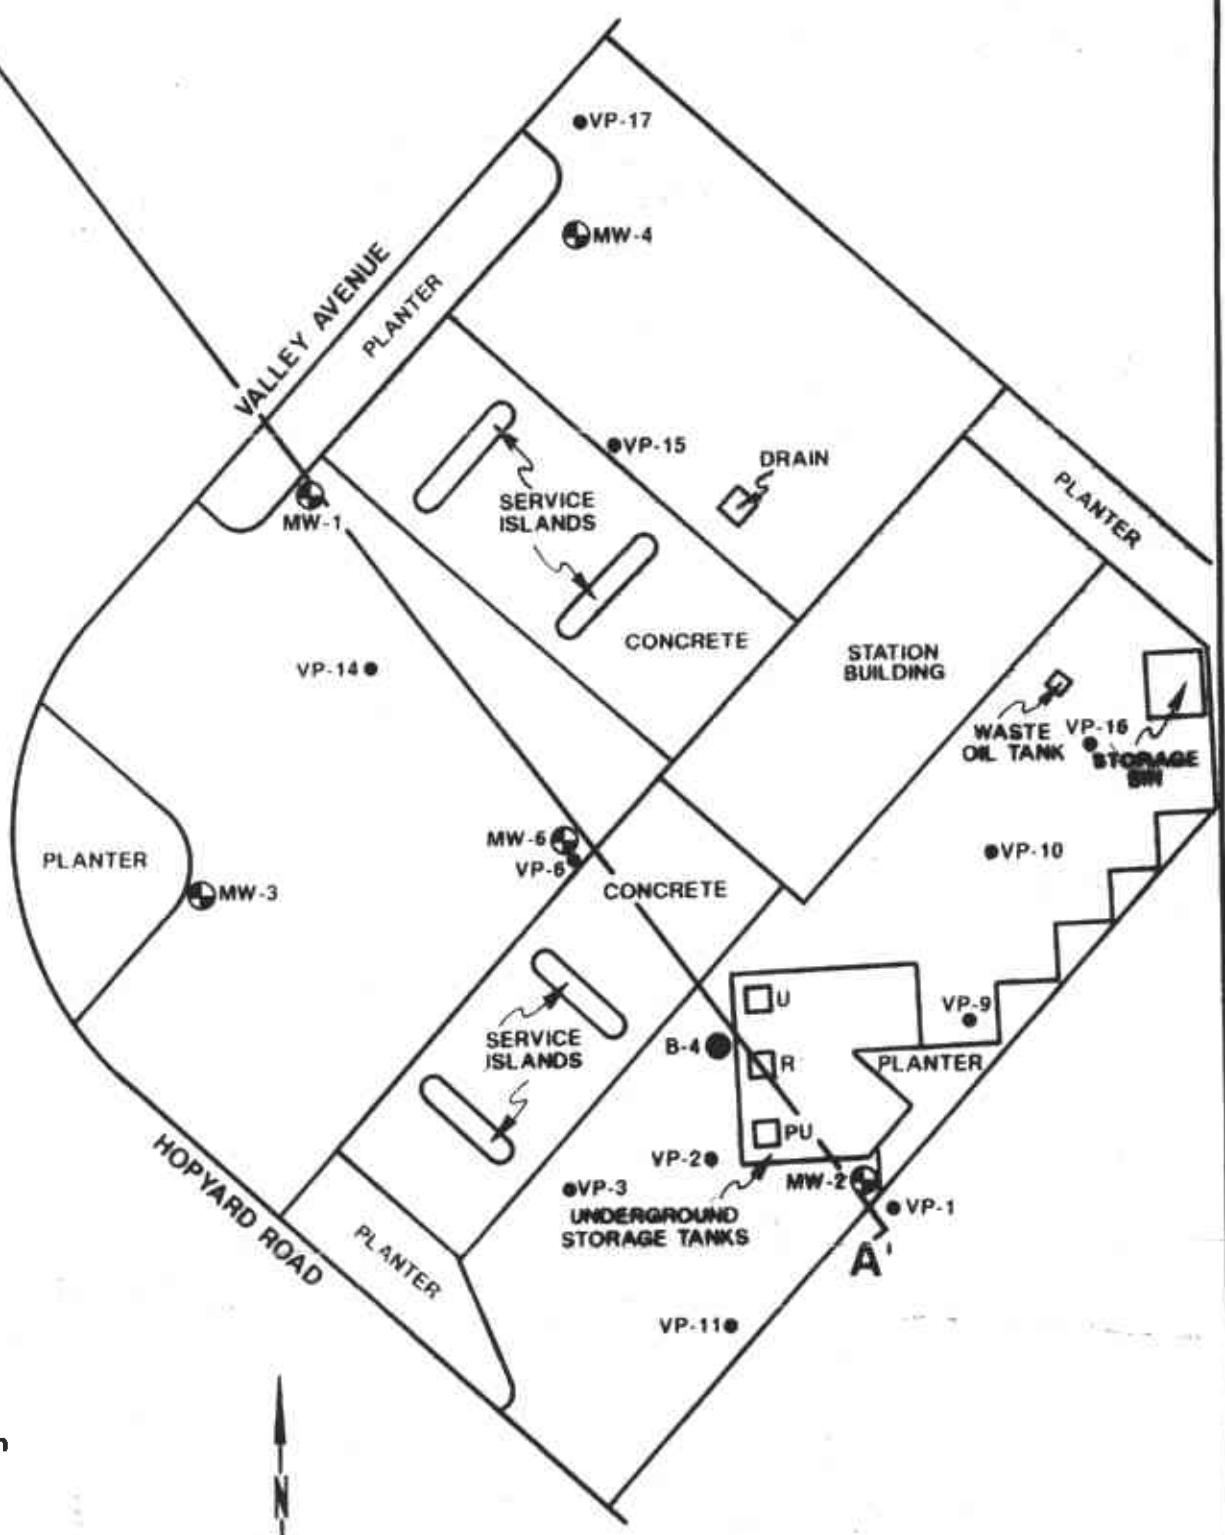 VP-17
MW-4
VALLEY AVENUE
PLANTER
VP-15
DRAIN
SERVICE
ISLANDS
PLANTER
MW-1
CONCRETE
STATION
BUILDING
VP-14
WASTE
OIL TANK
VP-16
STORAGE
BIN
MW-6
VP-6
VP-10
PLANTER
MW-3
CONCRETE
U
VP-9
B-4
R
PLANTER
SERVICE
ISLANDS
PU
VP-2
MW-2
VP-3
VP-1
UNDERGROUND
STORAGE TANKS
HOPYARD ROAD
PLANTER
A'
VP-11
N